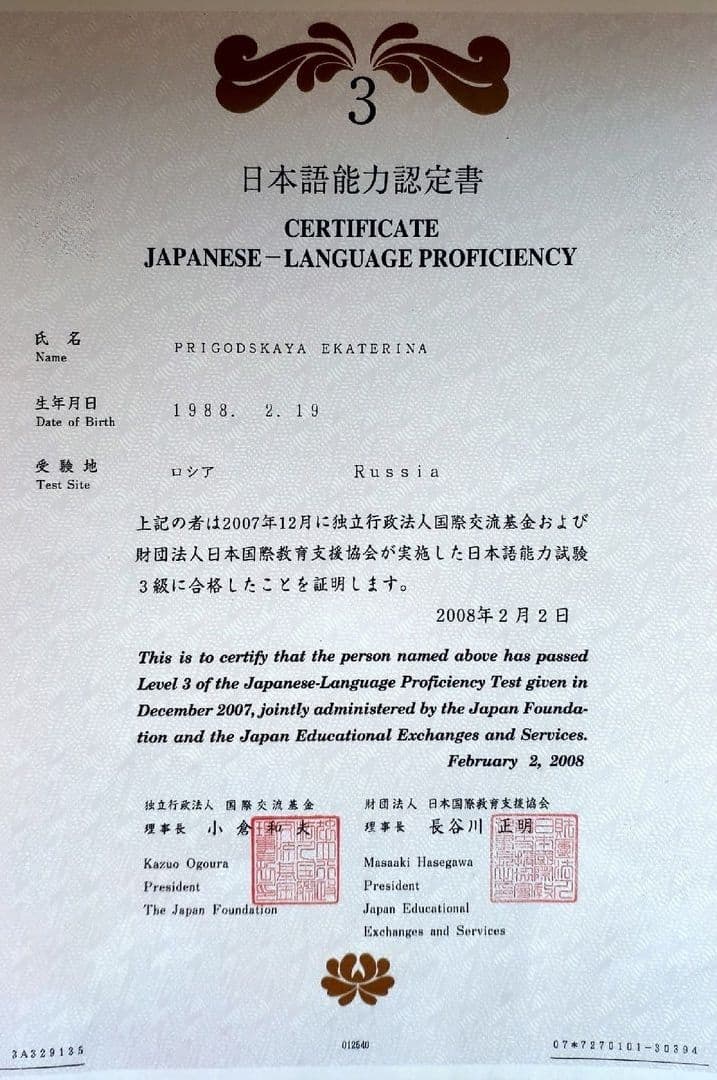 3
日本語能力認定書
CERTIFICATE
JAPANESE－LANGUAGE PROFICIENCY
氏名
Name
PRIGODSKAYA EKATERINA
生年月日
Date of Birth
1988. 2.19
受験地
Test Site
ロシア Russia
上記の者は2007年12月に独立行政法人国際交流基金および
財団法人日本国際教育支援協会が実施した日本語能力試験
３級に合格したことを証明します。
2008年2月2日
This is to certify that the person named above has passed
Level 3 of the Japanese-Language Proficiency Test given in
December 2007, jointly administered by the Japan Founda-
tion and the Japan Educational Exchanges and Services.
February 2, 2008
独立行政法人 国際交流基金
理事長 小倉和夫
Kazuo Ogoura
President
The Japan Foundation
財団法人 日本国際教育支援協会
理事長 長谷川正明
Masaaki Hasegawa
President
Japan Educational
Exchanges and Services
3A329135
012640
07*7270101-30394